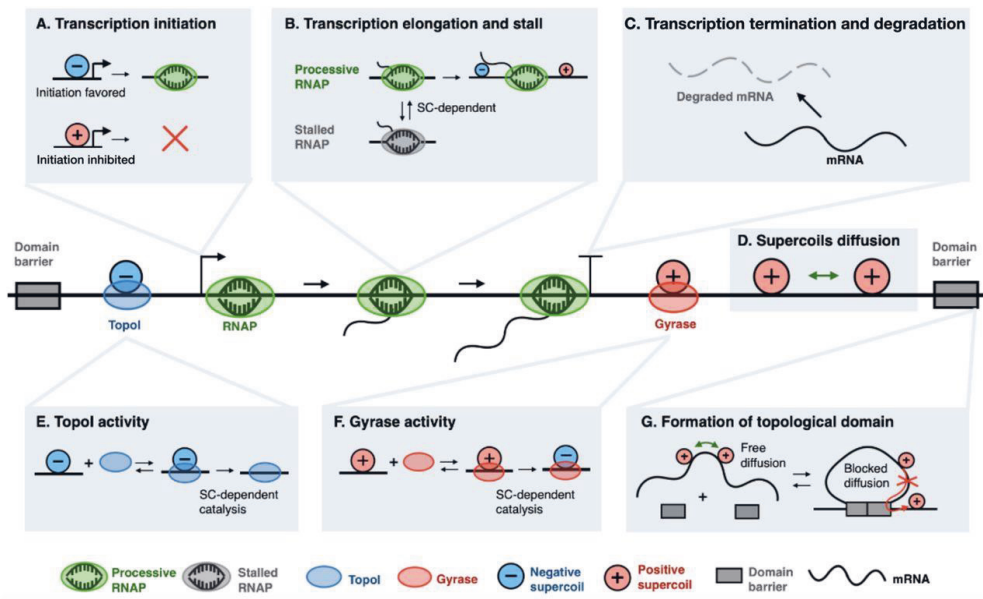 A. Transcription initiation
−
Initiation favored
+
Initiation inhibited
B. Transcription elongation and stall
Processive
RNAP
−
+
SC-dependent
Stalled
RNAP
C. Transcription termination and degradation
Degraded mRNA
mRNA
Domain
barrier
−
TopoI
RNAP
+
Gyrase
D. Supercoils diffusion
+
+
Domain
barrier
E. TopoI activity
−
+
−
SC-dependent
catalysis
F. Gyrase activity
+
+
+
−
SC-dependent
catalysis
G. Formation of topological domain
+
+
Free
diffusion
+
Blocked
diffusion
+
+
Processive
RNAP
Stalled
RNAP
TopoI
Gyrase
−
Negative
supercoil
+
Positive
supercoil
Domain
barrier
mRNA